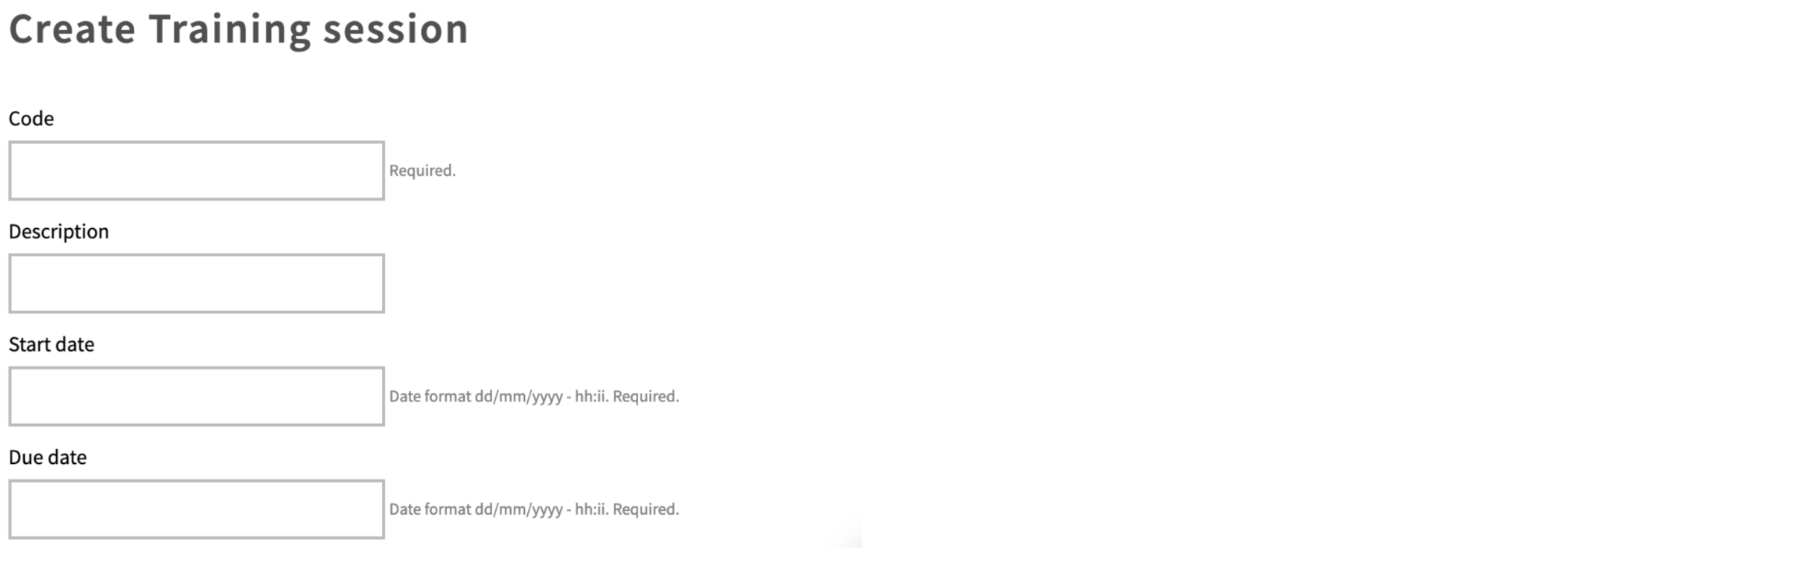 Create Training session
Code
Required.
Description
Start date
Date format dd/mm/yyyy - hh:ii. Required.
Due date
Date format dd/mm/yyyy - hh:ii. Required.